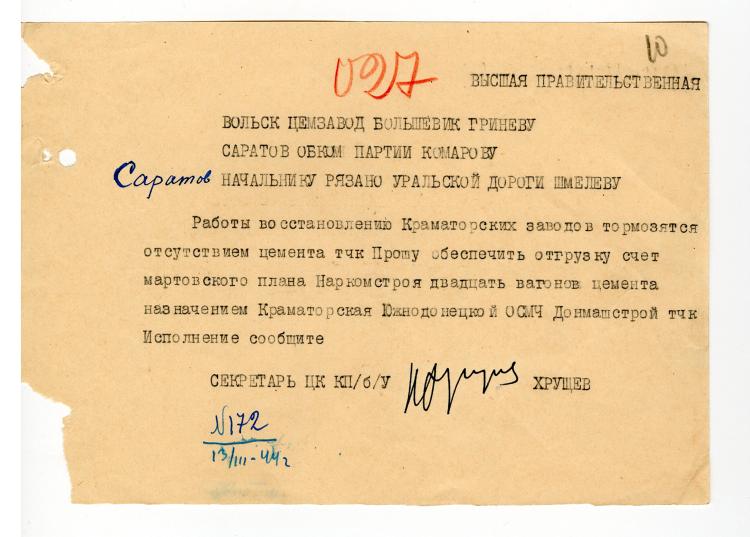 10
027
ВЫСШАЯ ПРАВИТЕЛЬСТВЕННАЯ
ВОЛЬСК ЦЕМЗАВОД БОЛЬШЕВИК ГРИНЕВУ
САРАТОВ ОБКОМ ПАРТИИ КОМАРОВУ
Саратов НАЧАЛЬНИКУ РЯЗАНО УРАЛЬСКОЙ ДОРОГИ ШМЕЛЕВУ
Работы восстановлению Краматорских заводов тормозятся
отсутствием цемента тчк Прошу обеспечить отгрузку счет
мартовского плана Наркомстроя двадцать вагонов цемента
назначением Краматорская Южнодонецкой ОСМЧ Донмашстрой тчк
Исполнение сообщите
СЕКРЕТАРЬ ЦК КП/б/У ХРУЩЕВ
№172
13/III-44г